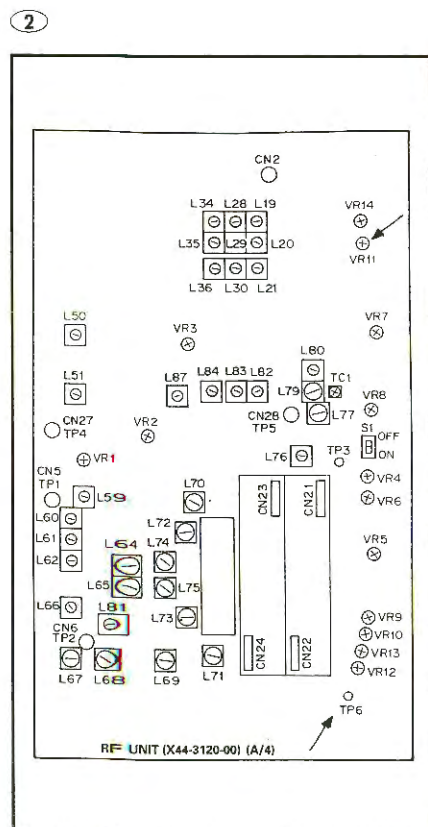 2
CN2
L34 L28 L19
VR14
L35 L29 L20
VR11
L36 L30 L21
L50
VR3
VR7
L80
L51
L87
L84 L83 L82
L79
TC1
VR8
CN27
TP4
VR2
CN28
TP5
L77
S1
OFF
ON
VR1
L76
TP3
CN5
TP1
L59
L70
CN23
CN21
VR4
VR6
L60
L72
L61
L64
L74
L62
VR5
L65
L75
L66
L81
L73
CN6
TP2
CN24
CN22
VR9
VR10
VR13
VR12
L67 L68 L69 L71
TP6
RF UNIT (X44-3120-00) (A/4)